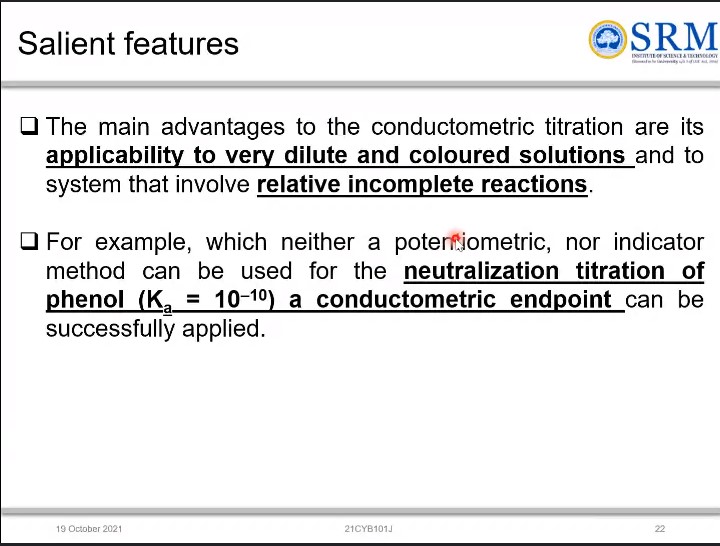 Salient features
SRM
INSTITUTE OF SCIENCE & TECHNOLOGY
❑ The main advantages to the conductometric titration are its
applicability to very dilute and coloured solutions and to
system that involve relative incomplete reactions.
❑ For example, which neither a potentiometric, nor indicator
method can be used for the neutralization titration of
phenol (Kₐ = 10⁻¹⁰) a conductometric endpoint can be
successfully applied.
19 October 2021
21CYB101J
22